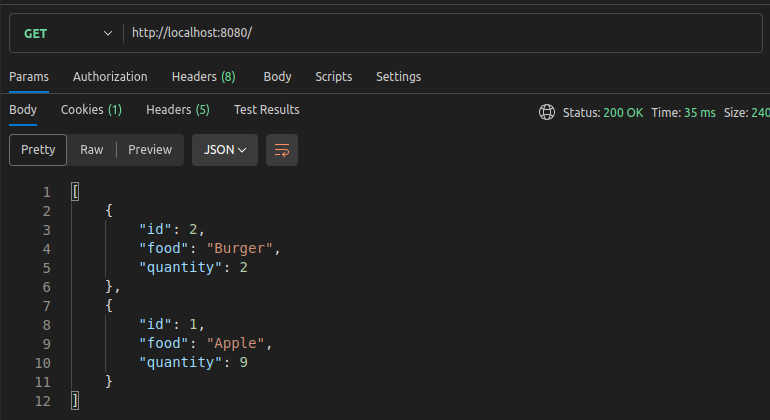 GET http://localhost:8080/
Params Authorization Headers (8) Body Scripts Settings
Body Cookies (1) Headers (5) Test Results Status: 200 OK Time: 35 ms Size: 240
Pretty Raw Preview JSON
1 [
2 {
3 "id": 2,
4 "food": "Burger",
5 "quantity": 2
6 },
7 {
8 "id": 1,
9 "food": "Apple",
10 "quantity": 9
11 }
12 ]